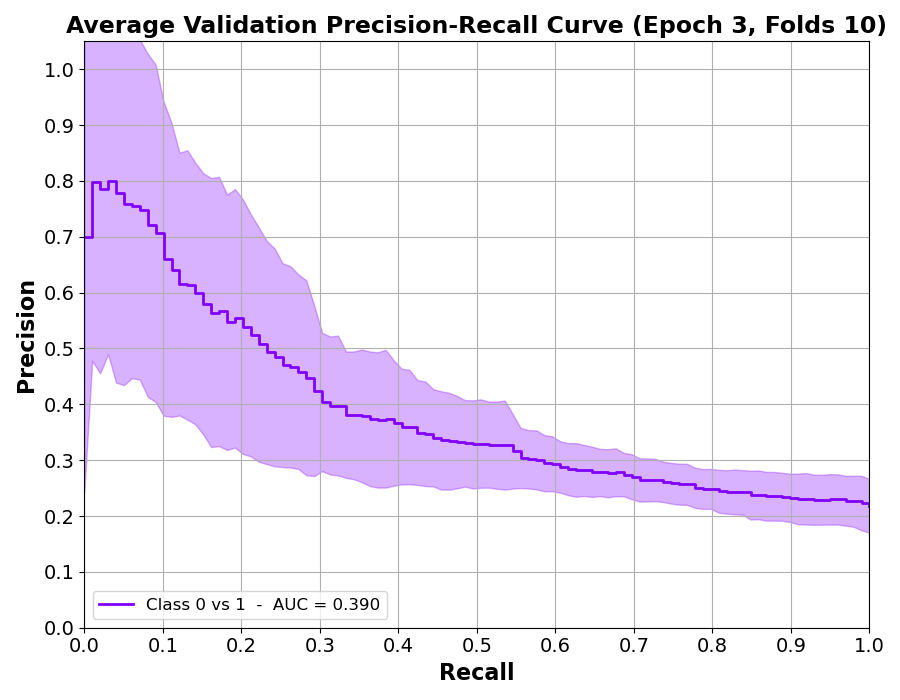 Average Validation Precision-Recall Curve (Epoch 3, Folds 10)
Precision
1.0
0.9
0.8
0.7
0.6
0.5
0.4
0.3
0.2
0.1
0.0
Class 0 vs 1  -  AUC = 0.390
0.0 0.1 0.2 0.3 0.4 0.5 0.6 0.7 0.8 0.9 1.0
Recall